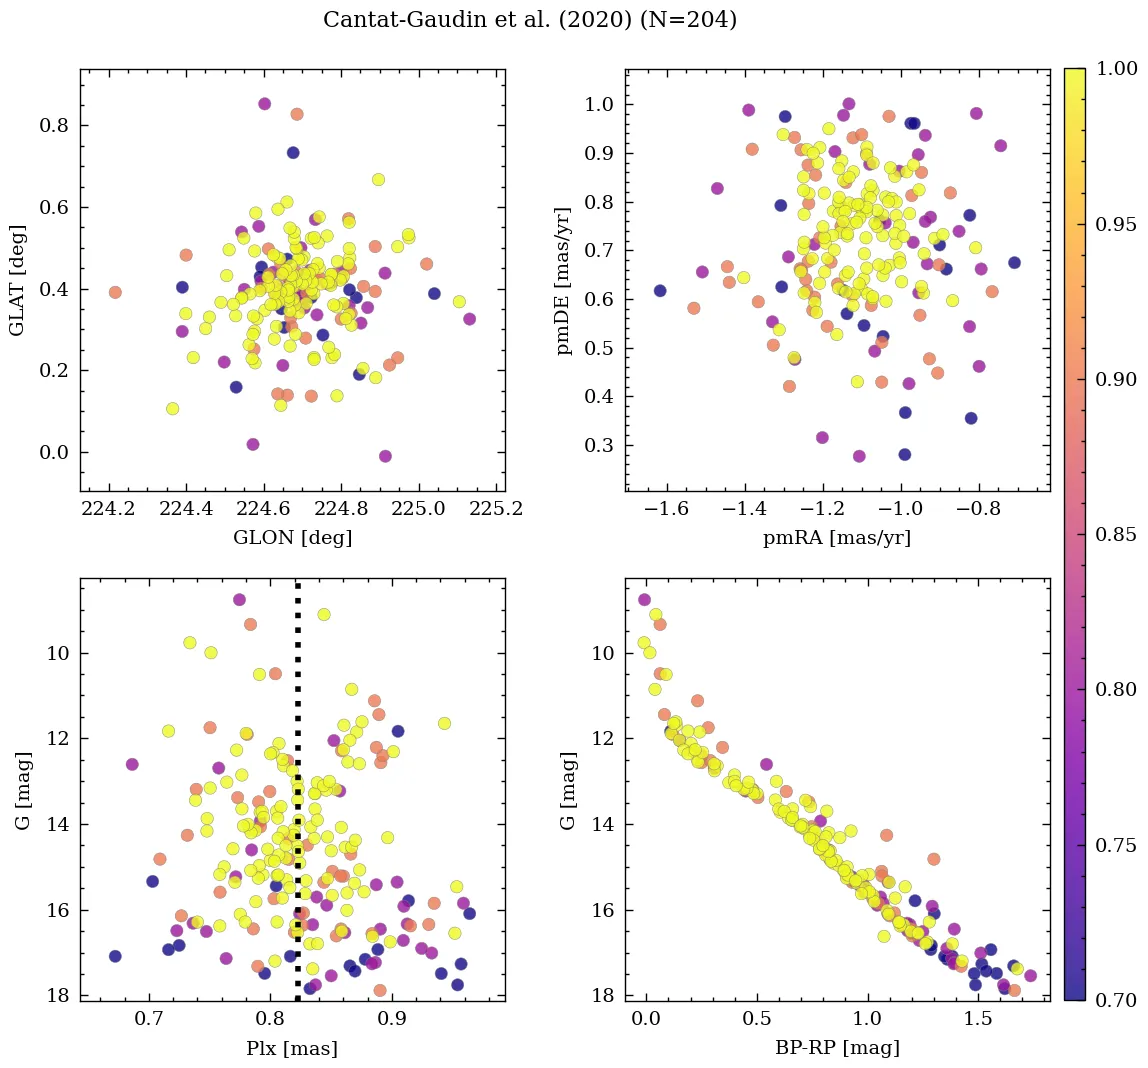 Cantat-Gaudin et al. (2020) (N=204)
0.8
0.6
0.4
0.2
0.0
GLAT [deg]
224.2 224.4 224.6 224.8 225.0 225.2
GLON [deg]
1.0
0.9
0.8
0.7
0.6
0.5
0.4
0.3
pmDE [mas/yr]
−1.6 −1.4 −1.2 −1.0 −0.8
pmRA [mas/yr]
1.00
0.95
0.90
0.85
0.80
0.75
0.70
10
12
14
16
18
G [mag]
0.7 0.8 0.9
Plx [mas]
10
12
14
16
18
G [mag]
0.0 0.5 1.0 1.5
BP-RP [mag]